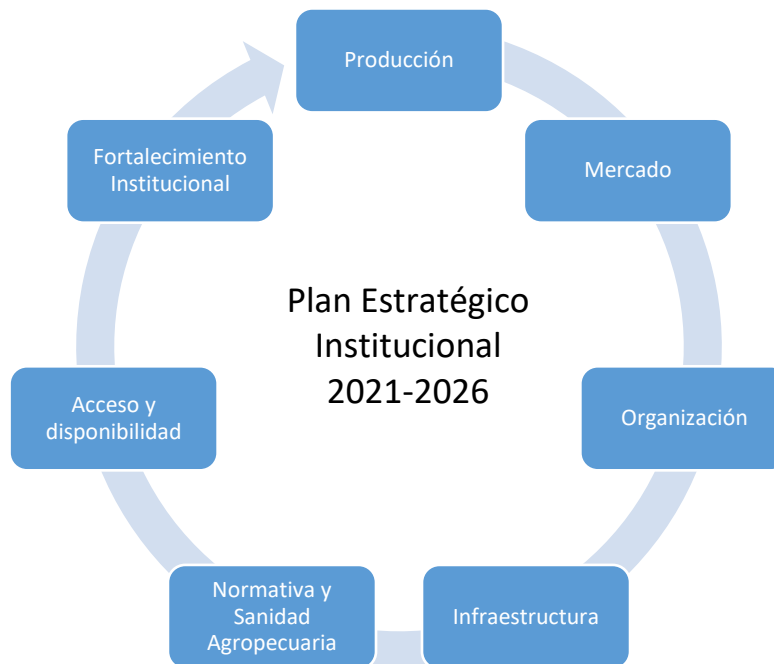 Producción
Mercado
Organización
Infraestructura
Normativa y
Sanidad
Agropecuaria
Acceso y
disponibilidad
Fortalecimiento
Institucional
Plan Estratégico
Institucional
2021-2026